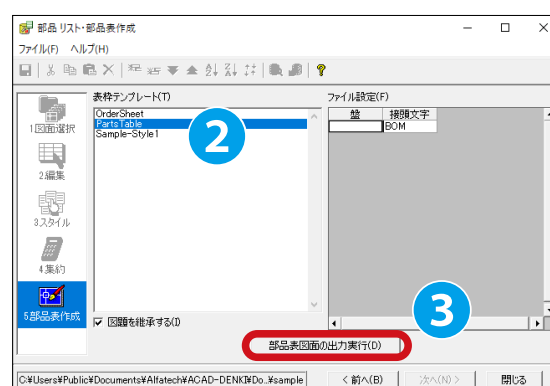 部品 リスト・部品表作成
ファイル(F) ヘルプ(H)
表枠テンプレート(T)
ファイル設定(F)
1図面選択
2.編集
3.スタイル
4.集約
5部品表作成
OrderSheet
PartsTable
Sample-Style1
2
盤 接頭文字
BOM
図題を継承する(I)
3
部品表図面の出力実行(D)
C:¥Users¥Public¥Documents¥Alfatech¥ACAD-DENKI¥Do..¥sample
< 前へ(B) 次へ(N) > 閉じる